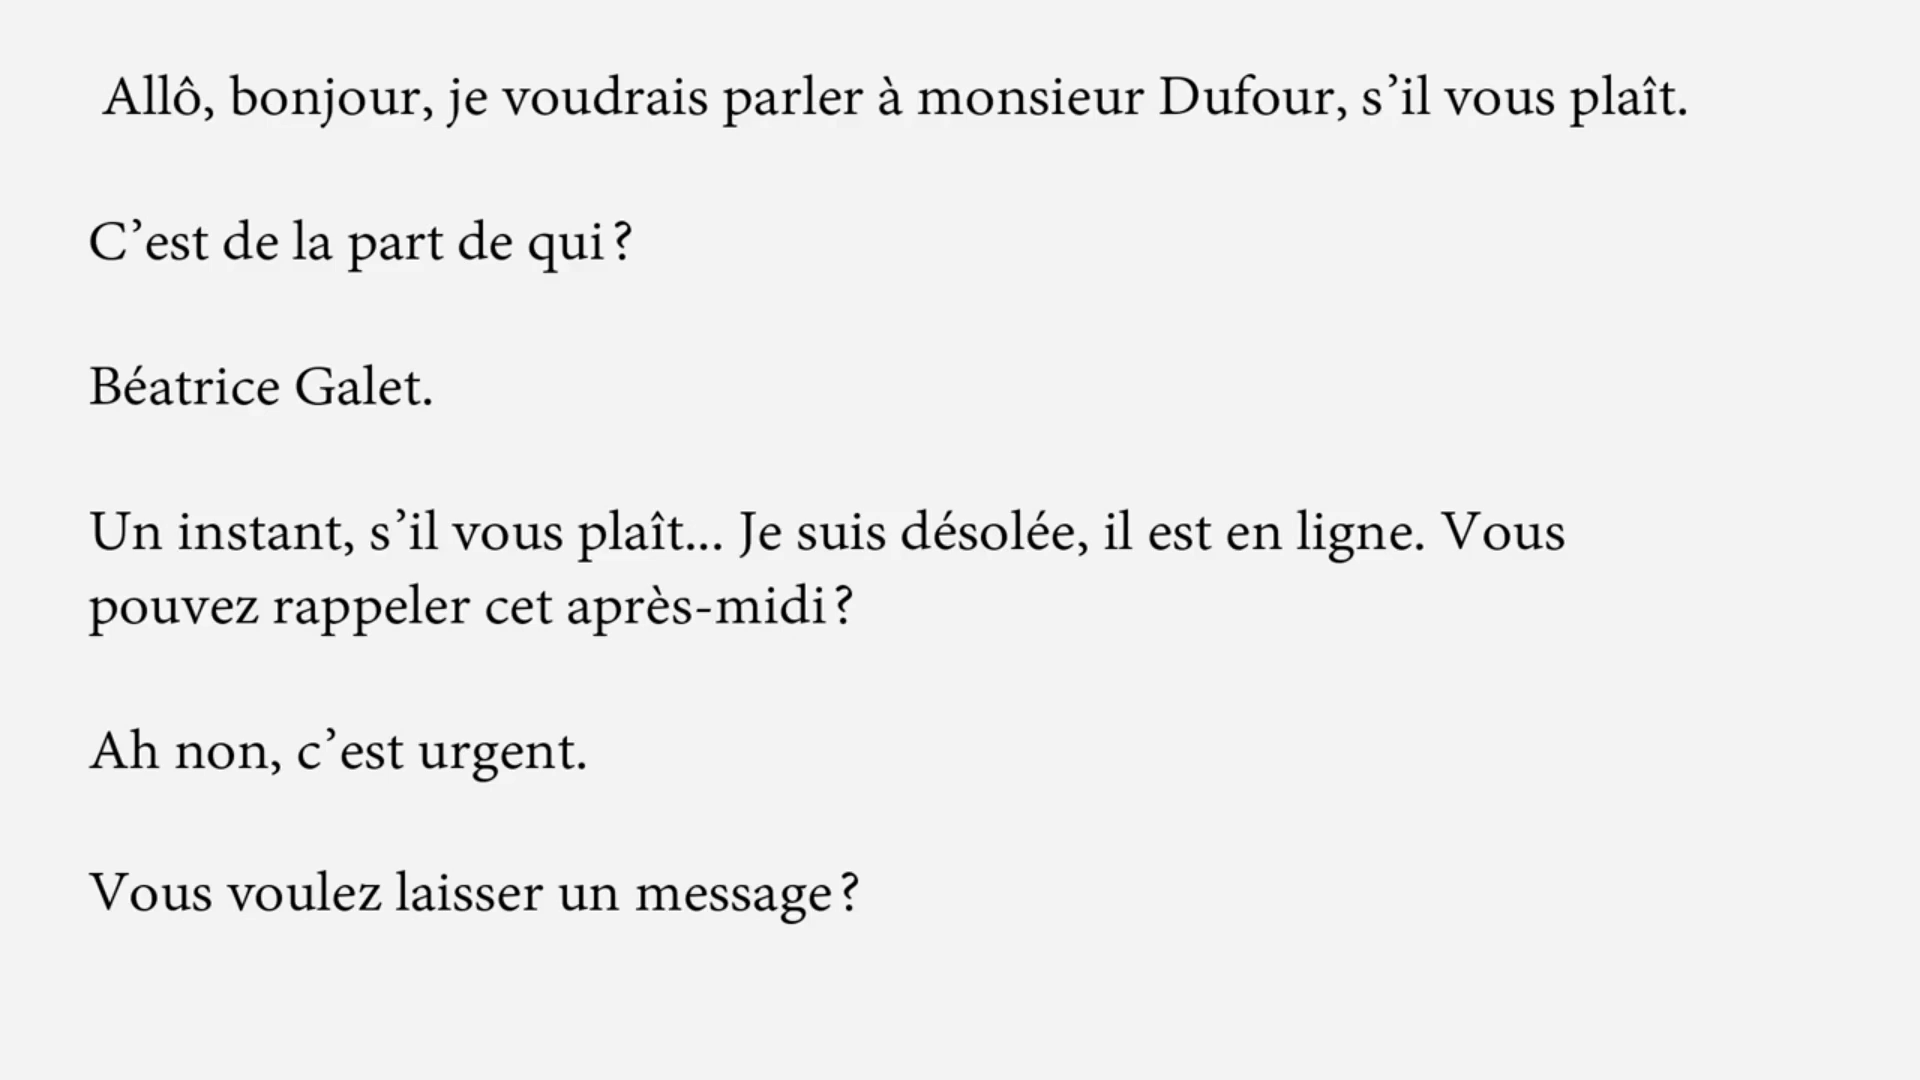 Allô, bonjour, je voudrais parler à monsieur Dufour, s’il vous plaît.
C’est de la part de qui ?
Béatrice Galet.
Un instant, s’il vous plaît... Je suis désolée, il est en ligne. Vous
pouvez rappeler cet après-midi ?
Ah non, c’est urgent.
Vous voulez laisser un message ?